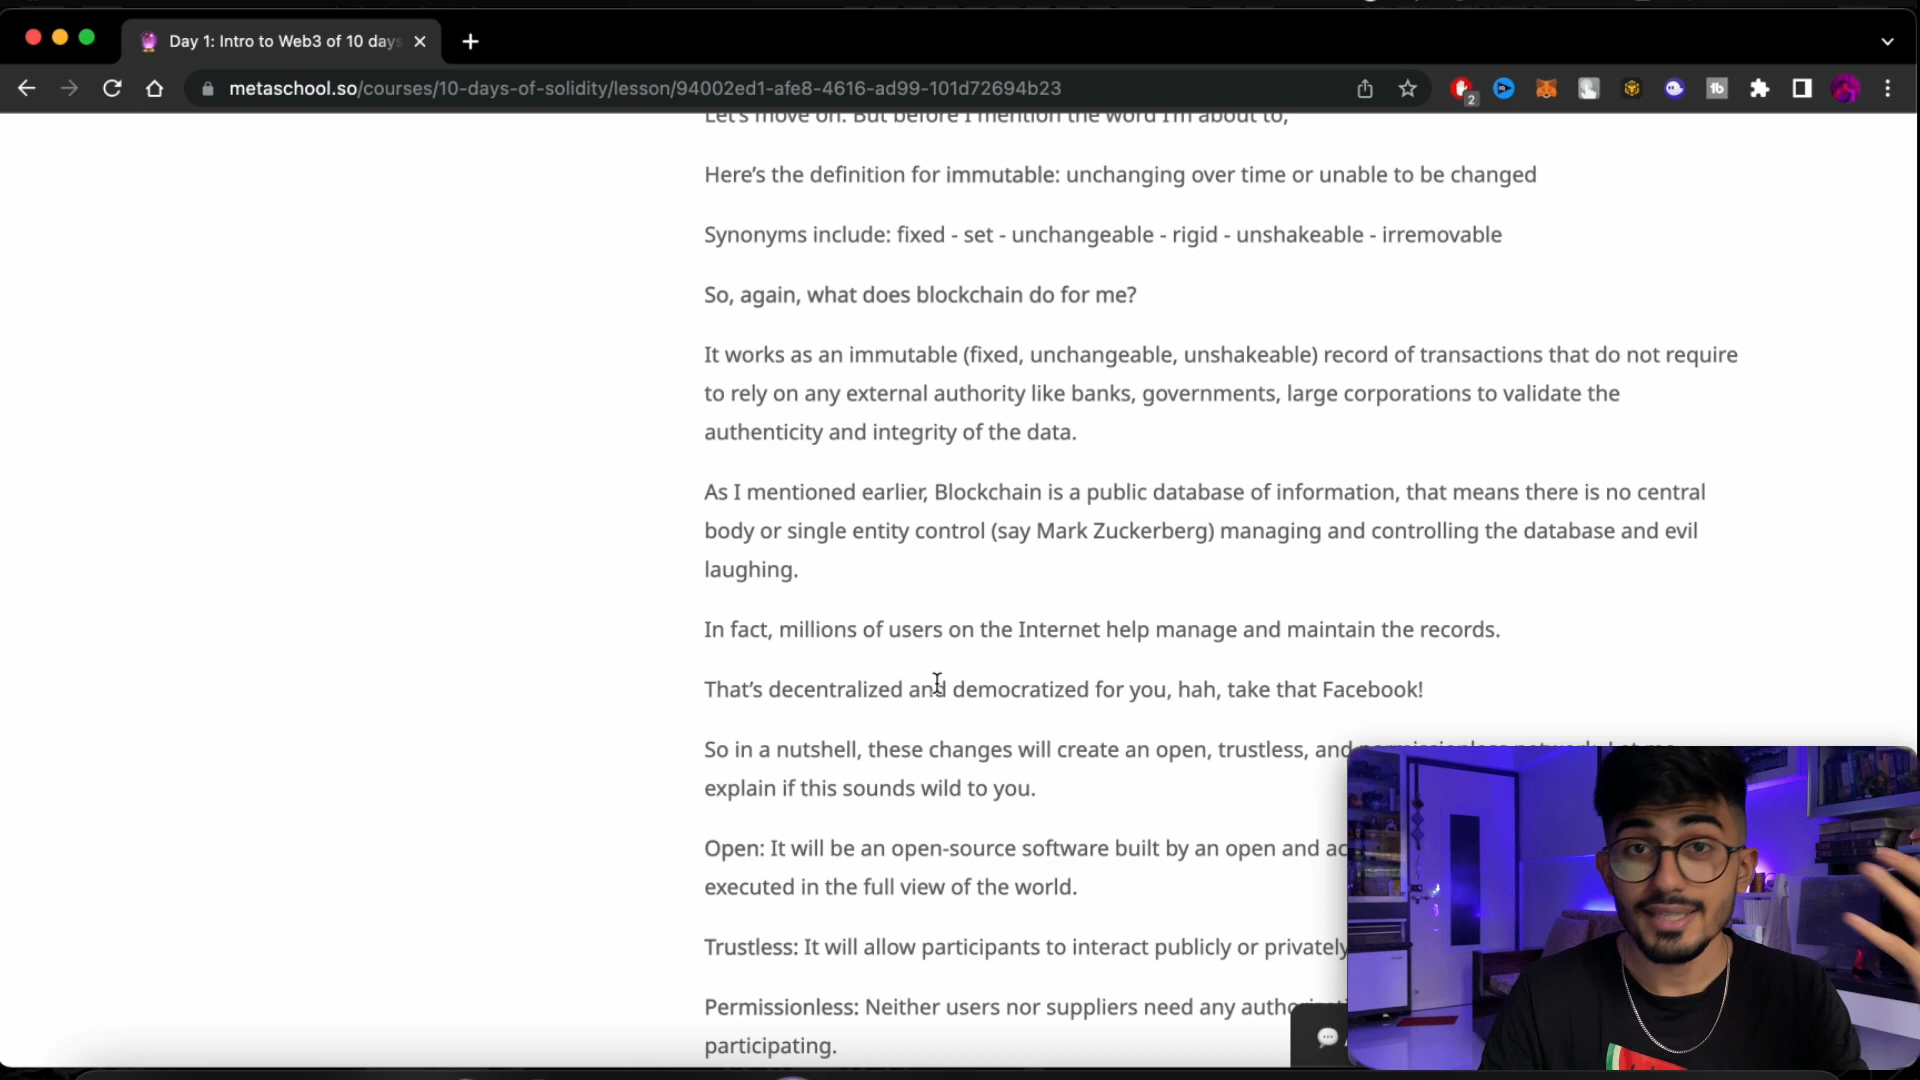 Day 1: Intro to Web3 of 10 days
metaschool.so/courses/10-days-of-solidity/lesson/94002ed1-afe8-4616-ad99-101d72694b23
2
Let's move on. But before I mention the word I'm about to,
Here’s the definition for immutable: unchanging over time or unable to be changed
Synonyms include: fixed - set - unchangeable - rigid - unshakeable - irremovable
So, again, what does blockchain do for me?
It works as an immutable (fixed, unchangeable, unshakeable) record of transactions that do not require
to rely on any external authority like banks, governments, large corporations to validate the
authenticity and integrity of the data.
As I mentioned earlier, Blockchain is a public database of information, that means there is no central
body or single entity control (say Mark Zuckerberg) managing and controlling the database and evil
laughing.
In fact, millions of users on the Internet help manage and maintain the records.
That’s decentralized and democratized for you, hah, take that Facebook!
So in a nutshell, these changes will create an open, trustless, and permissionless network. Let me
explain if this sounds wild to you.
Open: It will be an open-source software built by an open and
executed in the full view of the world.
Trustless: It will allow participants to interact publicly or privately
Permissionless: Neither users nor suppliers need any
participating.